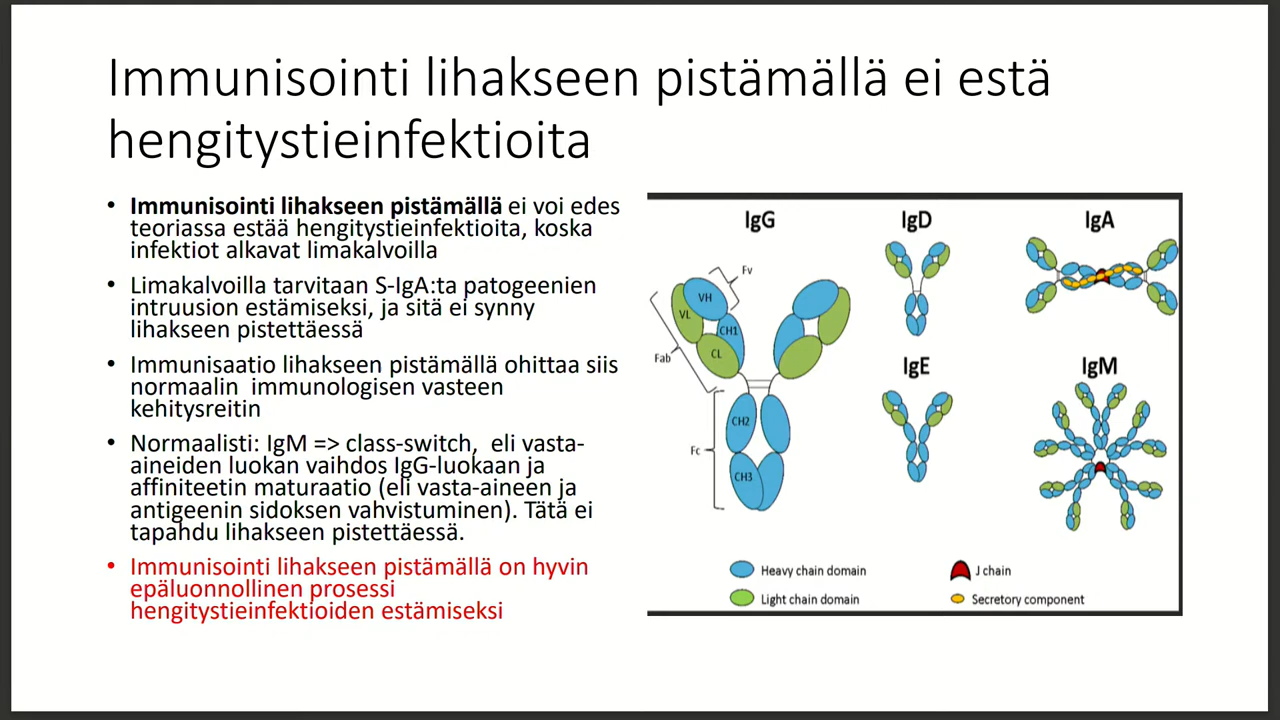 Immunisointi lihakseen pistämällä ei estä
hengitystieinfektioita
• Immunisointi lihakseen pistämällä ei voi edes
teoriassa estää hengitystieinfektioita, koska
infektiot alkavat limakalvoilla
• Limakalvoilla tarvitaan S-IgA:ta patogeenien
intruusion estämiseksi, ja sitä ei synny
lihakseen pistettäessä
• Immunisaatio lihakseen pistämällä ohittaa siis
normaalin immunologisen vasteen
kehitysreitin
• Normaalisti: IgM => class-switch, eli vasta-
aineiden luokan vaihdos IgG-luokaan ja
affiniteetin maturaatio (eli vasta-aineen ja
antigeenin sidoksen vahvistuminen). Tätä ei
tapahdu lihakseen pistettäessä.
• Immunisointi lihakseen pistämällä on hyvin
epäluonnollinen prosessi
hengitystieinfektioiden estämiseksi
IgG
IgD
IgA
Fv
VH
VL
CH1
CL
Fab
IgE
IgM
CH2
Fc
CH3
Heavy chain domain
J chain
Light chain domain
Secretory component